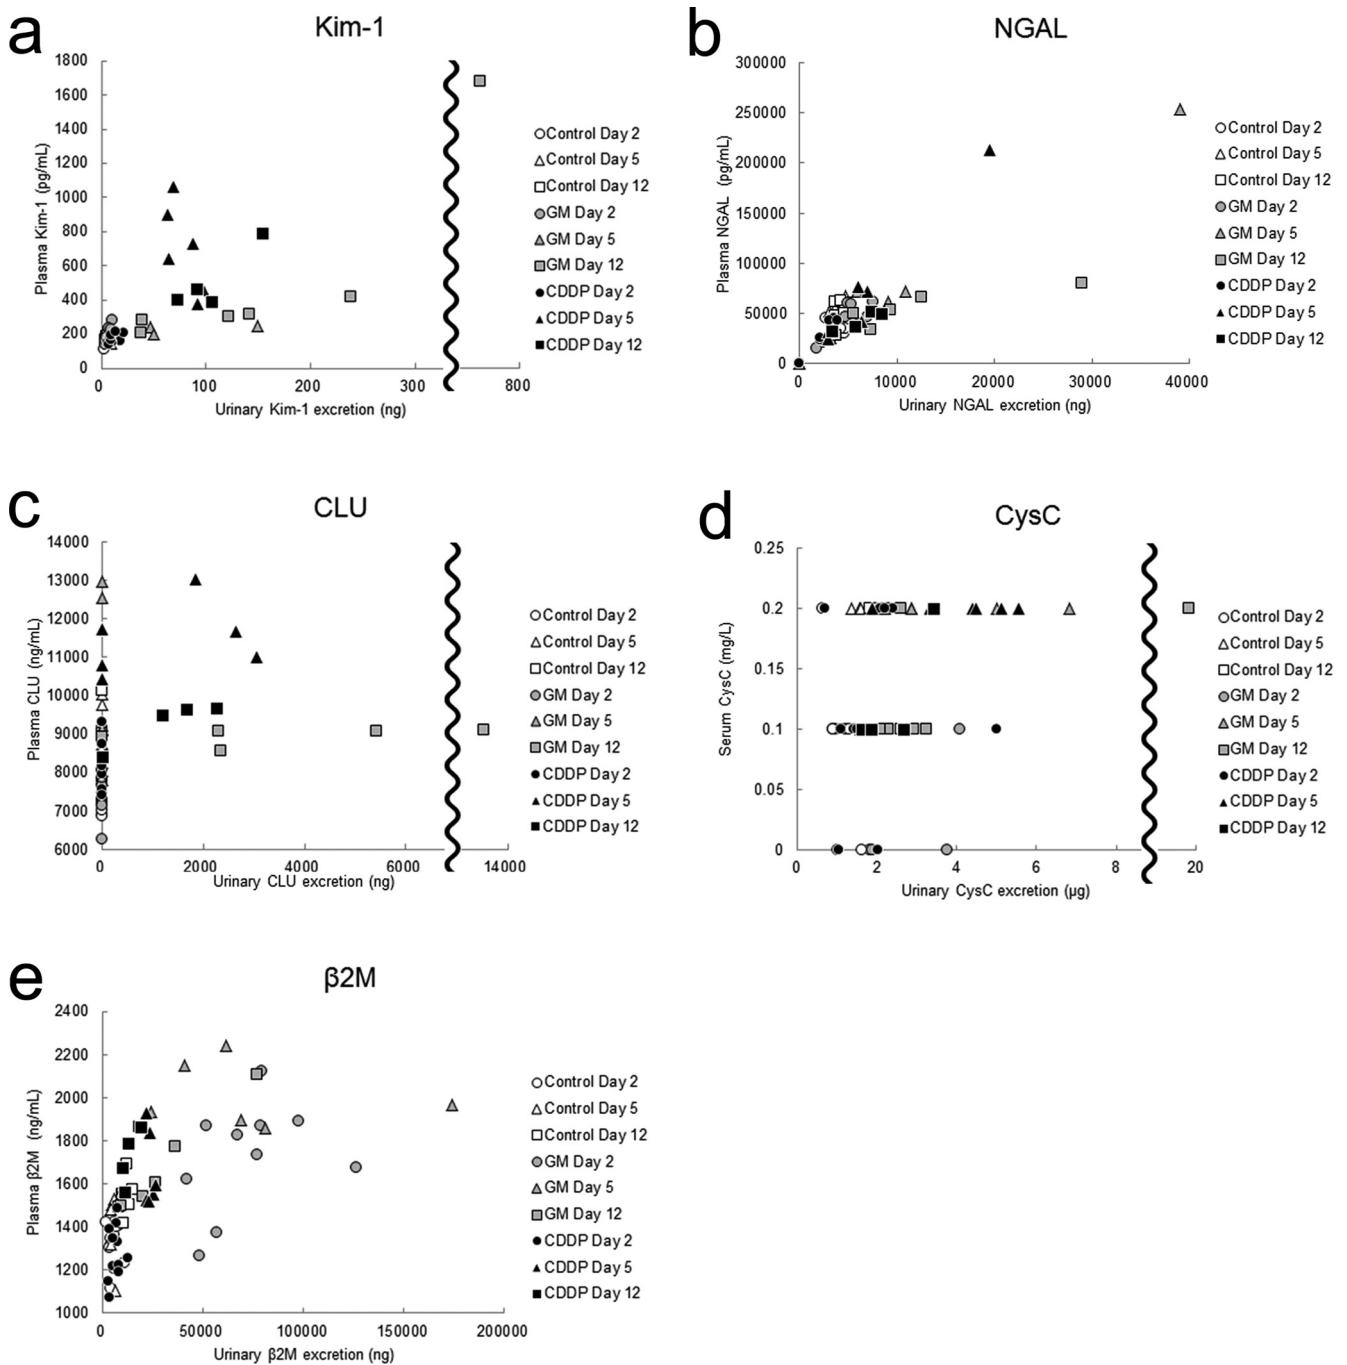 a
Kim-1
Plasma Kim-1 (pg/mL)
1800
1600
1400
1200
1000
800
600
400
200
0
0 100 200 300 800
Urinary Kim-1 excretion (ng)
Control Day 2
Control Day 5
Control Day 12
GM Day 2
GM Day 5
GM Day 12
CDDP Day 2
CDDP Day 5
CDDP Day 12
b
NGAL
Plasma NGAL (pg/mL)
300000
250000
200000
150000
100000
50000
0
0 10000 20000 30000 40000
Urinary NGAL excretion (ng)
Control Day 2
Control Day 5
Control Day 12
GM Day 2
GM Day 5
GM Day 12
CDDP Day 2
CDDP Day 5
CDDP Day 12
c
CLU
Plasma CLU (ng/mL)
14000
13000
12000
11000
10000
9000
8000
7000
6000
0 2000 4000 6000 14000
Urinary CLU excretion (ng)
Control Day 2
Control Day 5
Control Day 12
GM Day 2
GM Day 5
GM Day 12
CDDP Day 2
CDDP Day 5
CDDP Day 12
d
CysC
Serum CysC (mg/L)
0.25
0.2
0.15
0.1
0.05
0
0 2 4 6 8 20
Urinary CysC excretion (μg)
Control Day 2
Control Day 5
Control Day 12
GM Day 2
GM Day 5
GM Day 12
CDDP Day 2
CDDP Day 5
CDDP Day 12
e
β2M
Plasma β2M (ng/mL)
2400
2200
2000
1800
1600
1400
1200
1000
0 50000 100000 150000 200000
Urinary β2M excretion (ng)
Control Day 2
Control Day 5
Control Day 12
GM Day 2
GM Day 5
GM Day 12
CDDP Day 2
CDDP Day 5
CDDP Day 12